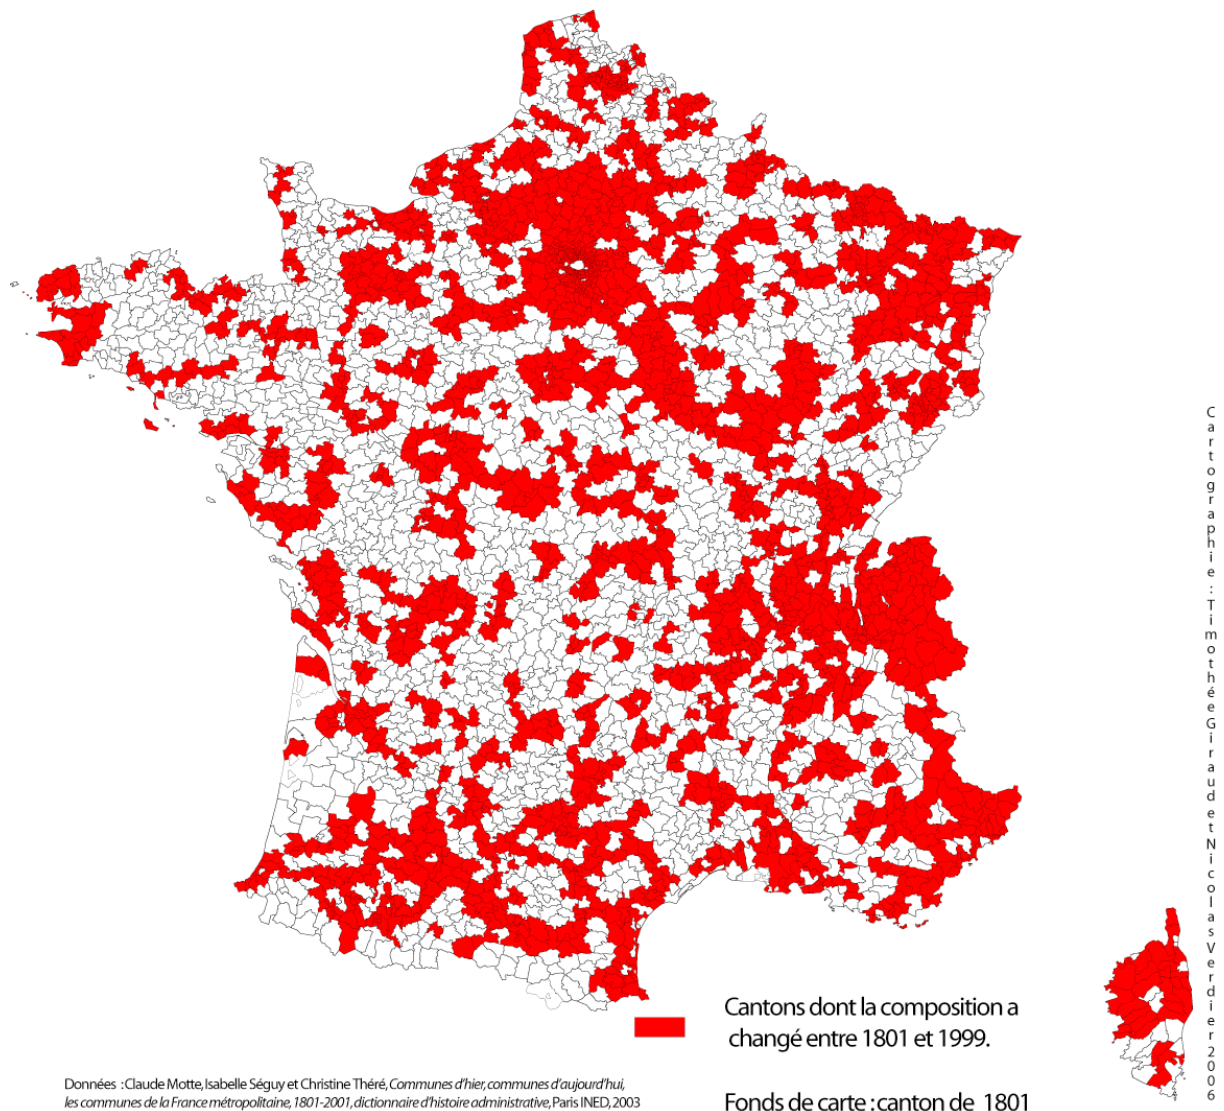 Cantons dont la composition a
changé entre 1801 et 1999.
Données : Claude Motte, Isabelle Séguy et Christine Théré, Communes d'hier, communes d'aujourd'hui,
les communes de la France métropolitaine, 1801-2001, dictionnaire d'histoire administrative, Paris INED, 2003
Fonds de carte : canton de 1801
Cartographie : Timothée Giraud et Nicolas Verdier 2006